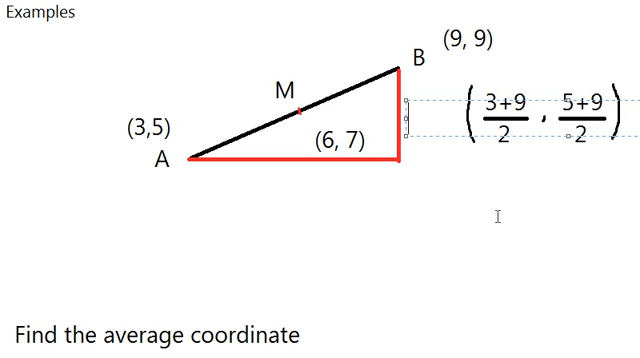 Examples
(9, 9)
B
M
(3+9/2 , 5+9/2)
(3,5)
(6, 7)
A
Find the average coordinate